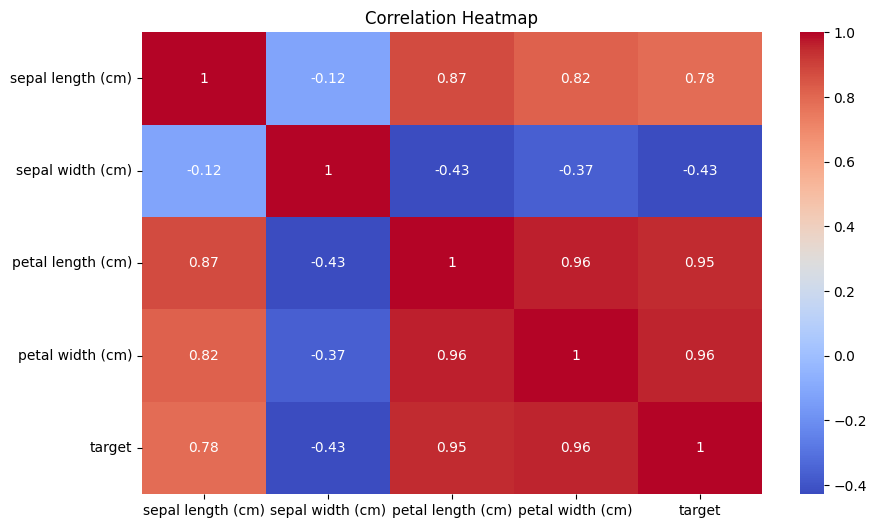 Correlation Heatmap
sepal length (cm) 1 -0.12 0.87 0.82 0.78
sepal width (cm) -0.12 1 -0.43 -0.37 -0.43
petal length (cm) 0.87 -0.43 1 0.96 0.95
petal width (cm) 0.82 -0.37 0.96 1 0.96
target 0.78 -0.43 0.95 0.96 1
sepal length (cm) sepal width (cm) petal length (cm) petal width (cm) target
1.0
0.8
0.6
0.4
0.2
0.0
-0.2
-0.4